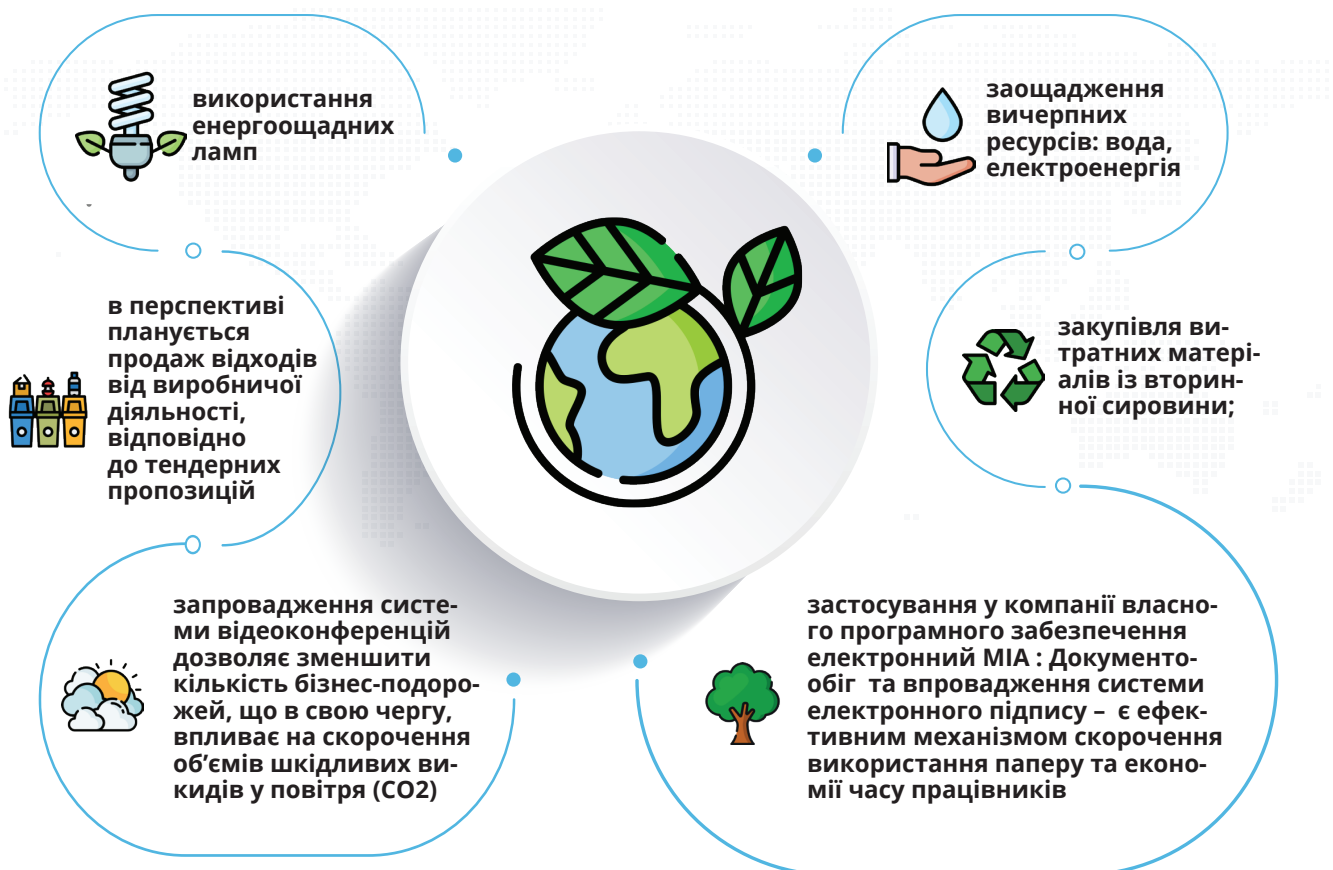 використання
енергоощадних
ламп
в перспективі
планується
продаж відходів
від виробничої
діяльності,
відповідно
до тендерних
пропозицій
запровадження систе-
ми відеоконференцій
дозволяє зменшити
кількість бізнес-подоро-
жей, що в свою чергу,
впливає на скорочення
об’ємів шкідливих ви-
кидів у повітря (СО2)
заощадження
вичерпних
ресурсів: вода,
електроенергія
закупівля ви-
тратних матері-
алів із вторин-
ної сировини;
застосування у компанії власно-
го програмного забезпечення
електронний МІА : Документо-
обіг  та впровадження системи
електронного підпису –  є ефек-
тивним механізмом скорочення
використання паперу та еконо-
мії часу працівників